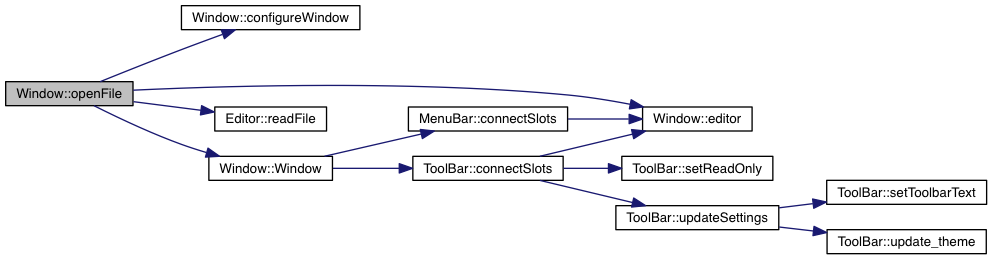 Window::configureWindow
Window::openFile
Editor::readFile
MenuBar::connectSlots
Window::editor
Window::Window
ToolBar::connectSlots
ToolBar::setReadOnly
ToolBar::updateSettings
ToolBar::setToolbarText
ToolBar::update_theme